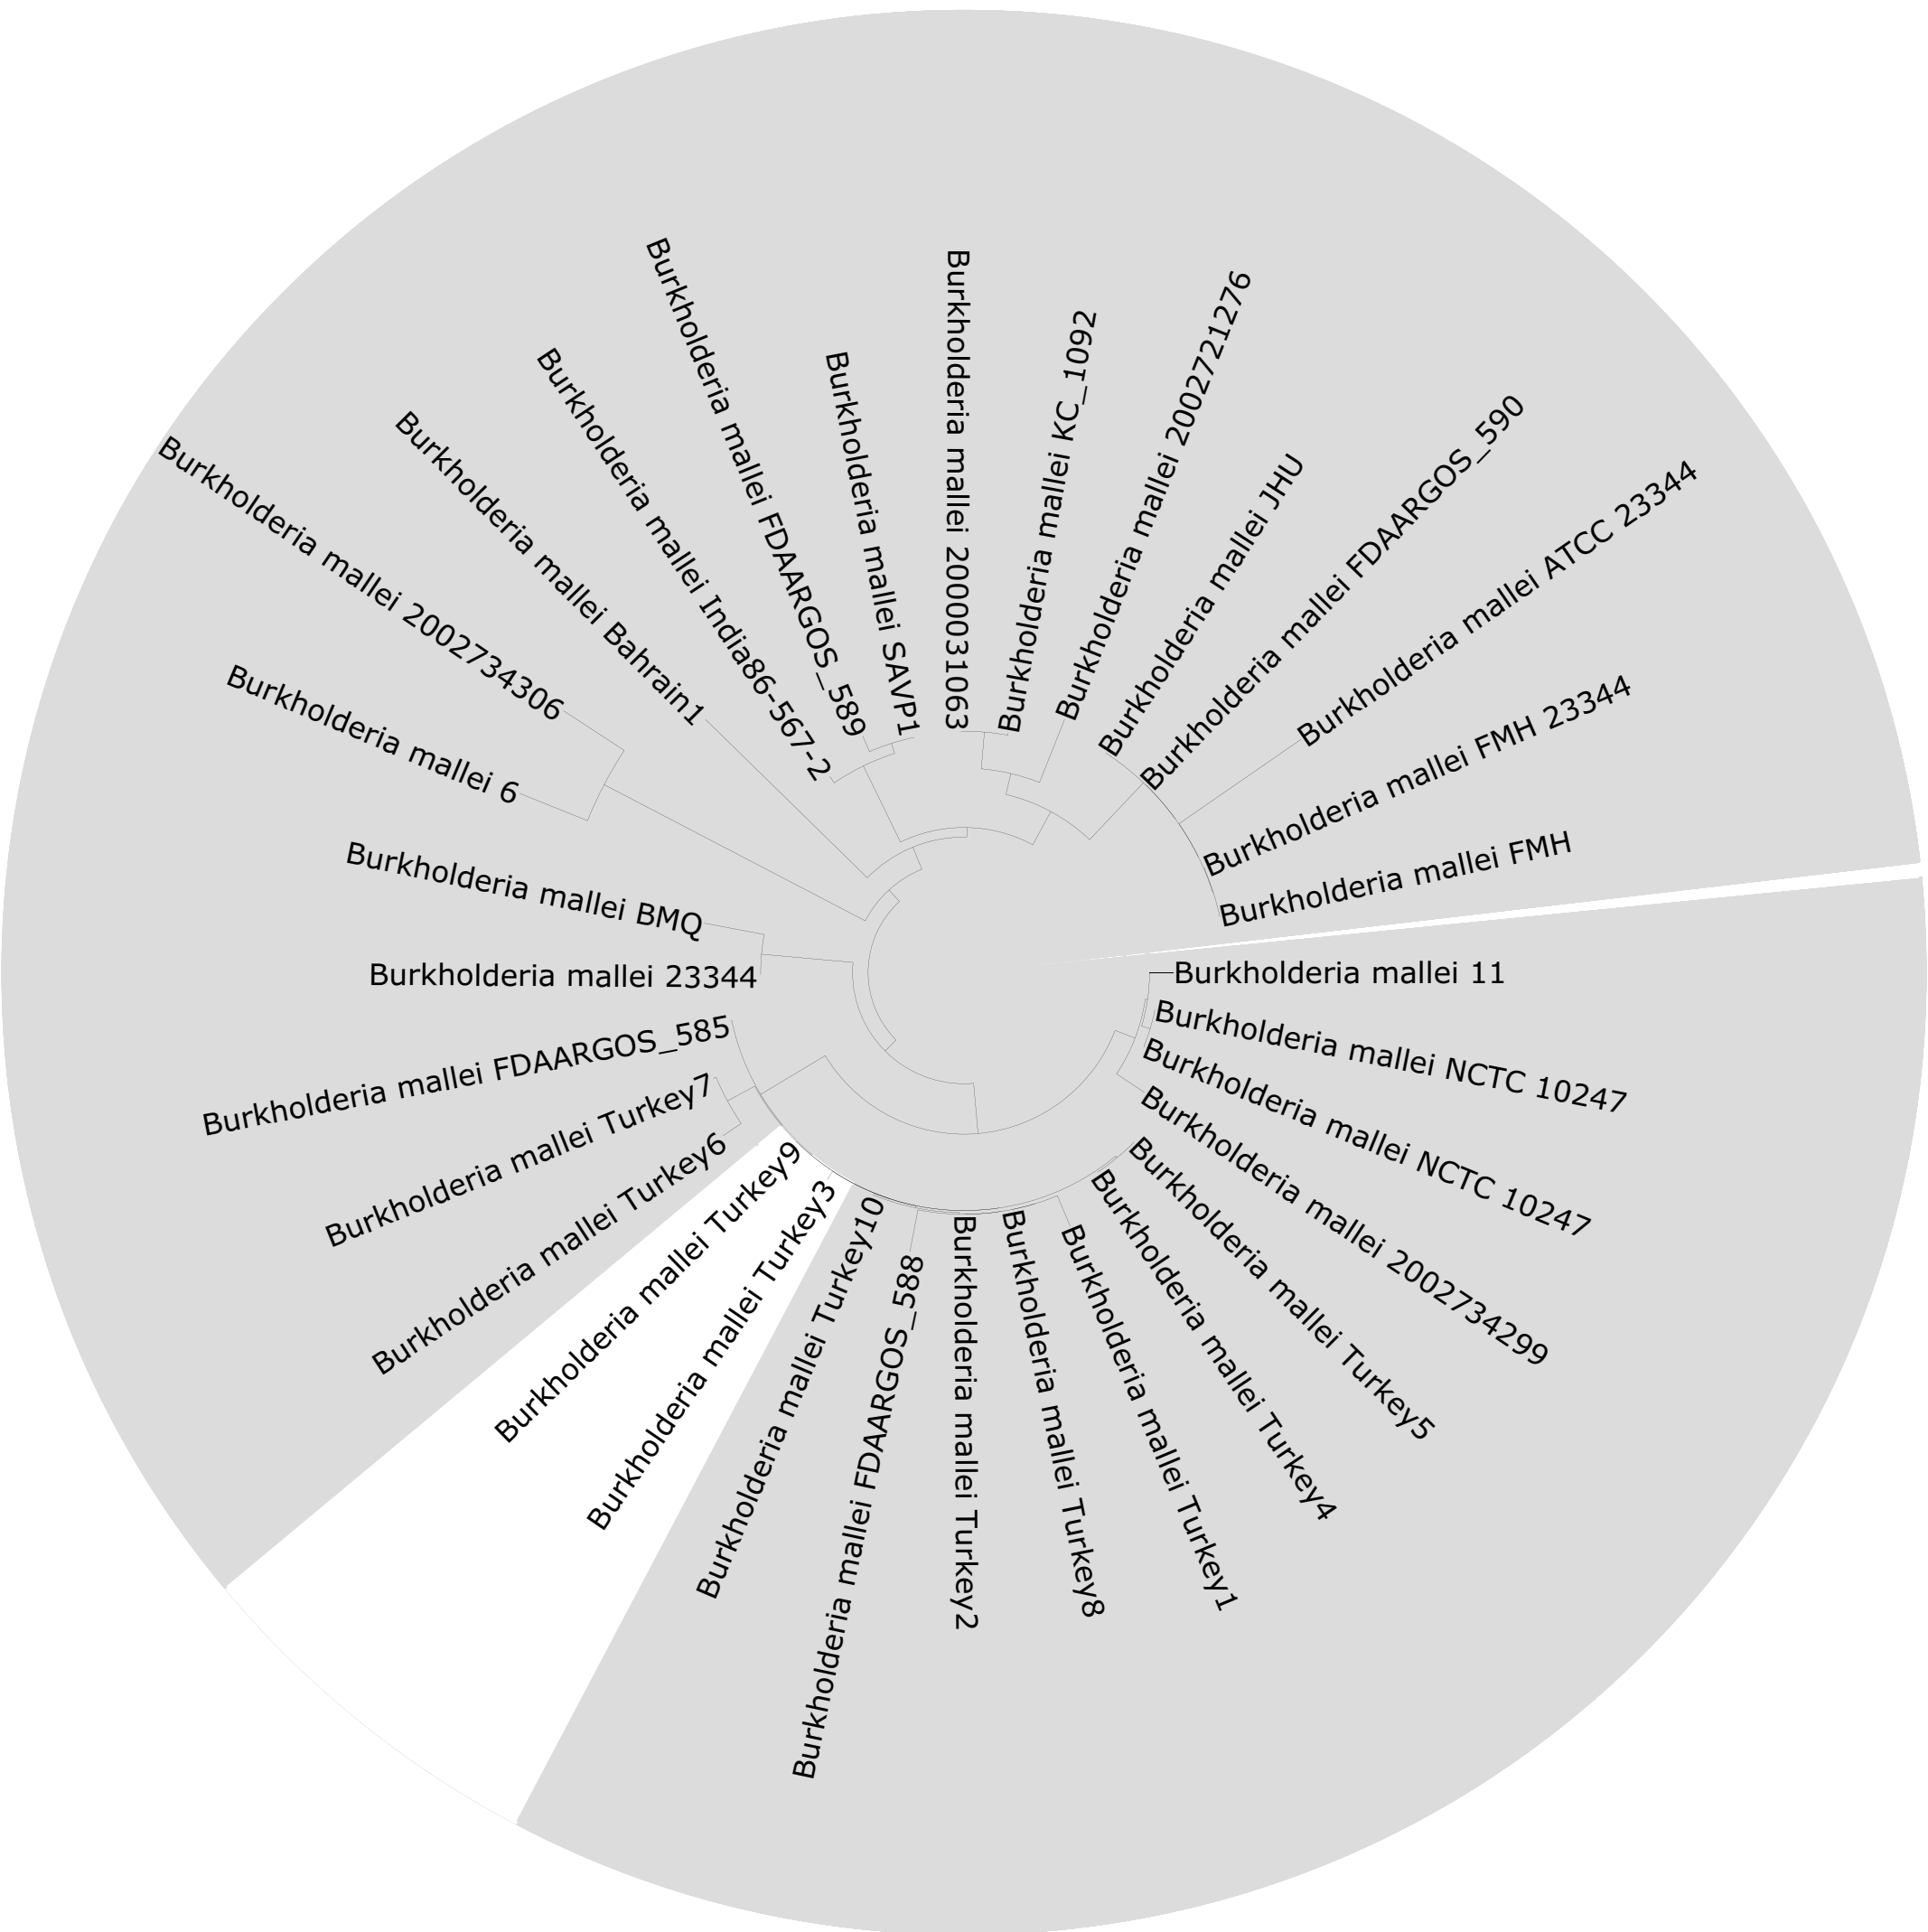 Burkholderia mallei 2002734306
Burkholderia mallei Bahrain1
Burkholderia mallei India86-567-2
Burkholderia mallei FDAARGOS_589
Burkholderia mallei SAVP1
Burkholderia mallei 2000031063
Burkholderia mallei KC_1092
Burkholderia mallei 2002721276
Burkholderia mallei JHU
Burkholderia mallei FDAARGOS_590
Burkholderia mallei ATCC 23344
Burkholderia mallei FMH 23344
Burkholderia mallei FMH
Burkholderia mallei 11
Burkholderia mallei NCTC 10247
Burkholderia mallei NCTC 10247
Burkholderia mallei 2002734299
Burkholderia mallei Turkey5
Burkholderia mallei Turkey4
Burkholderia mallei Turkey1
Burkholderia mallei Turkey8
Burkholderia mallei Turkey2
Burkholderia mallei FDAARGOS_588
Burkholderia mallei Turkey10
Burkholderia mallei Turkey3
Burkholderia mallei Turkey9
Burkholderia mallei Turkey6
Burkholderia mallei Turkey7
Burkholderia mallei FDAARGOS_585
Burkholderia mallei 23344
Burkholderia mallei BMQ
Burkholderia mallei 6